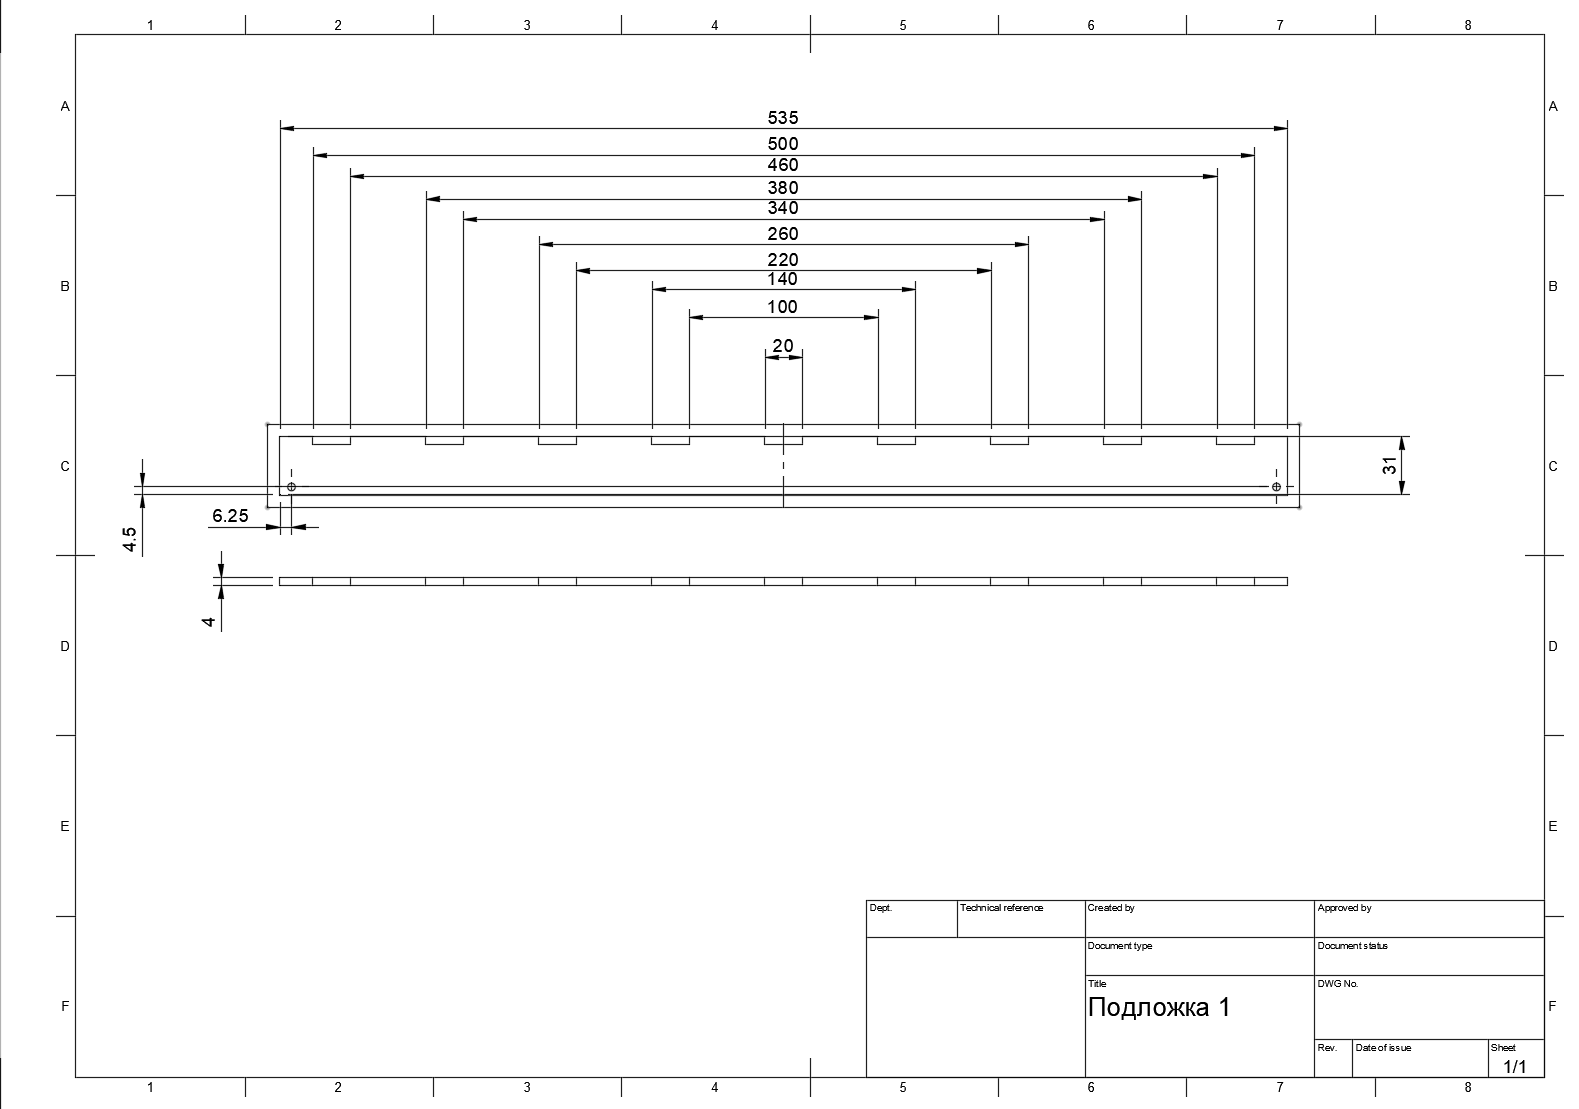 1 2 3 4 5 6 7 8
A A
535
500
460
380
340
260
220
140
B B
100
20
C 31 C
6.25
4.5
4
D D
E E
Dept. Technical reference Created by Approved by
Document type Document status
Title DWG No.
Подложка 1
F F
Rev. Date of issue Sheet
1/1
1 2 3 4 5 6 7 8